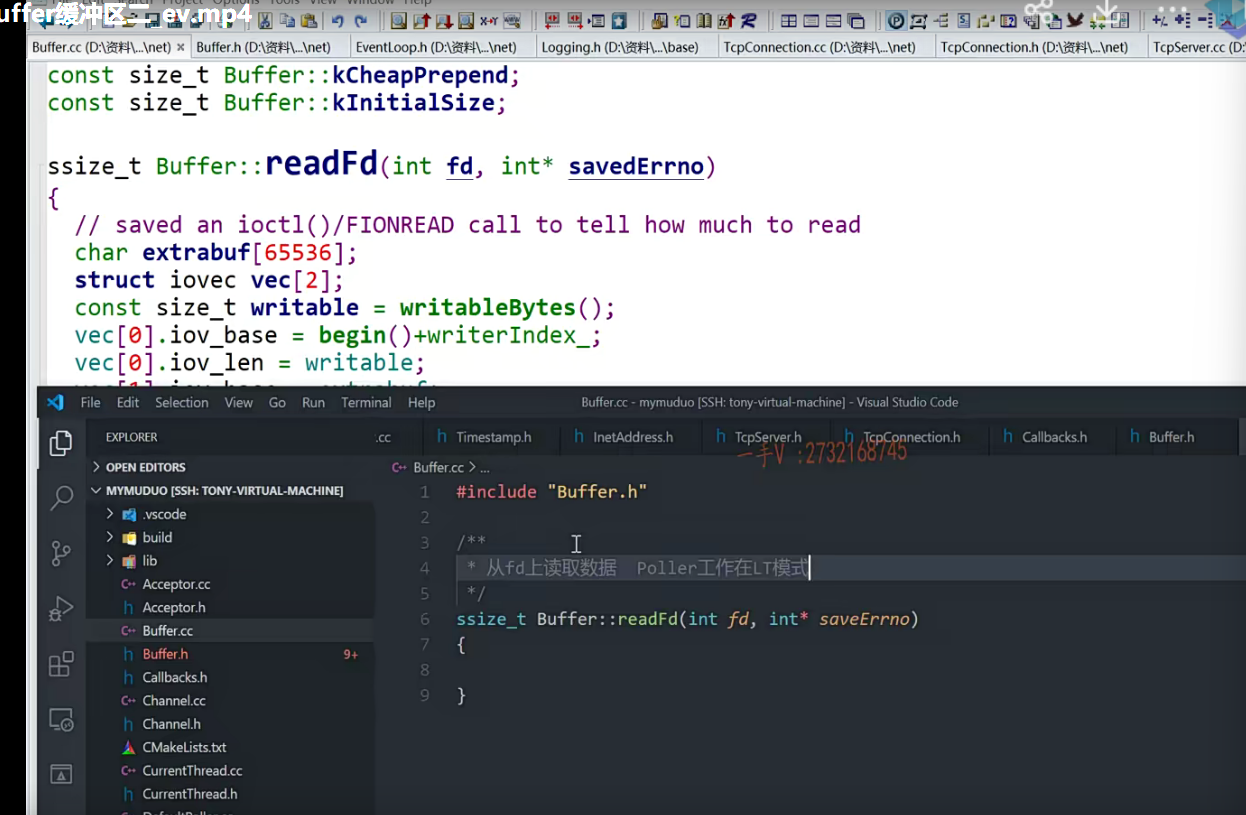 uffer缓冲区二_ev.mp4
Buffer.cc (D:\资料\...\net) × Buffer.h (D:\资料\...\net) EventLoop.h (D:\资料\...\net) Logging.h (D:\资料\...\base) TcpConnection.cc (D:\资料\...\net) TcpConnection.h (D:\资料\...\net) TcpServer.cc (D:
const size_t Buffer::kCheapPrepend;
const size_t Buffer::kInitialSize;
ssize_t Buffer::readFd(int fd, int* savedErrno)
{
// saved an ioctl()/FIONREAD call to tell how much to read
char extrabuf[65536];
struct iovec vec[2];
const size_t writable = writableBytes();
vec[0].iov_base = begin()+writerIndex_;
vec[0].iov_len = writable;
File Edit Selection View Go Run Terminal Help Buffer.cc - mymuduo [SSH: tony-virtual-machine] - Visual Studio Code
EXPLORER .cc Timestamp.h InetAddress.h TcpServer.h TcpConnection.h Callbacks.h Buffer.h
一手V :2732168745
OPEN EDITORS
Buffer.cc > ...
MYMUDUO [SSH: TONY-VIRTUAL-MACHINE]
.vscode
build
lib
Acceptor.cc
Acceptor.h
Buffer.cc
Buffer.h 9+
Callbacks.h
Channel.cc
Channel.h
CMakeLists.txt
CurrentThread.cc
CurrentThread.h
1 #include "Buffer.h"
2
3 /**
4 * 从fd上读取数据 Poller工作在LT模式
5 */
6 ssize_t Buffer::readFd(int fd, int* saveErrno)
7 {
8
9 }